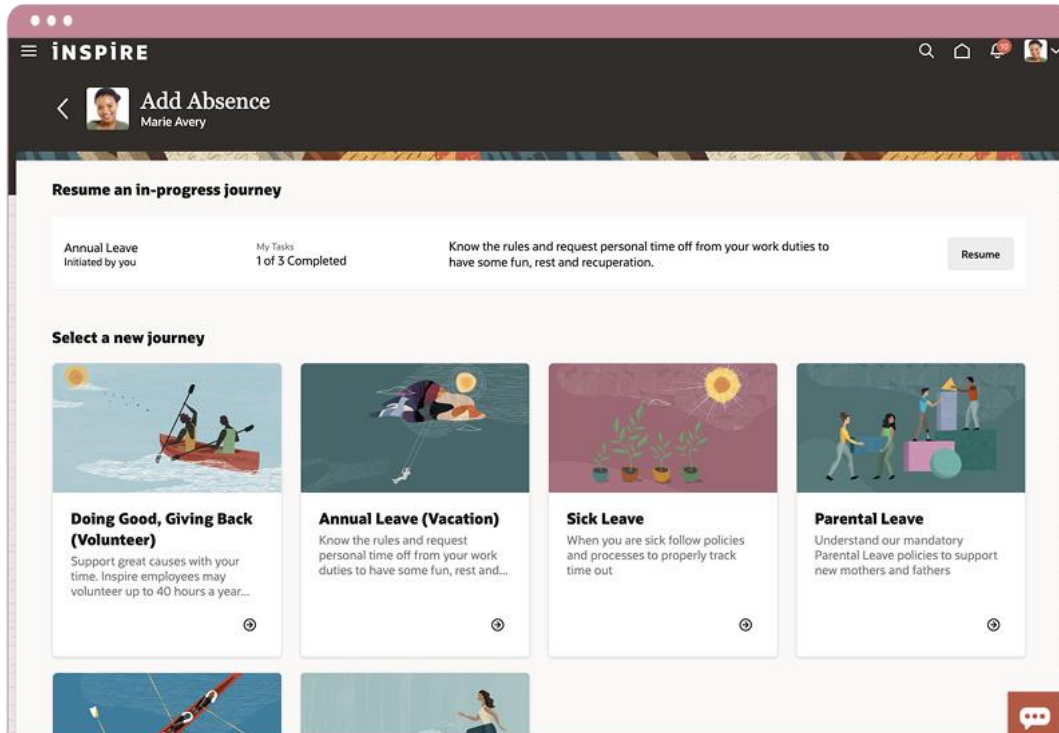 iNSPiRE
10
Add Absence
Marie Avery
Resume an in-progress journey
Annual Leave
Initiated by you
My Tasks
1 of 3 Completed
Know the rules and request personal time off from your work duties to
have some fun, rest and recuperation.
Resume
Select a new journey
Doing Good, Giving Back
(Volunteer)
Support great causes with your
time. Inspire employees may
volunteer up to 40 hours a year...
Annual Leave (Vacation)
Know the rules and request
personal time off from your work
duties to have some fun, rest and...
Sick Leave
When you are sick follow policies
and processes to properly track
time out
Parental Leave
Understand our mandatory
Parental Leave policies to support
new mothers and fathers